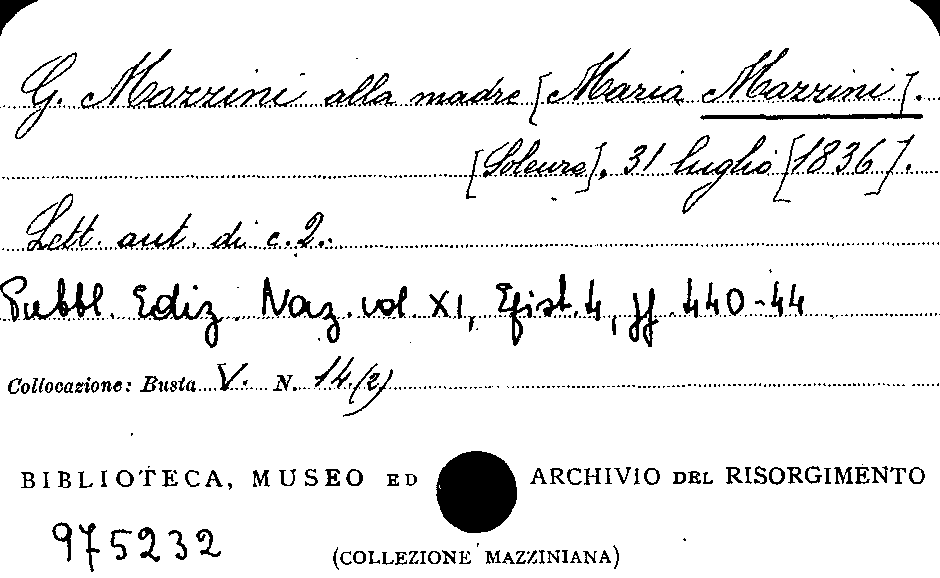 G. Mazzini alla madre [Maria Mazzini].
[Soleure], 31 luglio [1836].
Lett. aut. di c. 2.
Pubbl. Ediz. Naz. vol. XI, Epist. 4, pp. 440-44
Collocazione: Busta V. N. 14.(2)
BIBLIOTECA, MUSEO ED ARCHIVIO DEL RISORGIMENTO
975232
(COLLEZIONE MAZZINIANA)